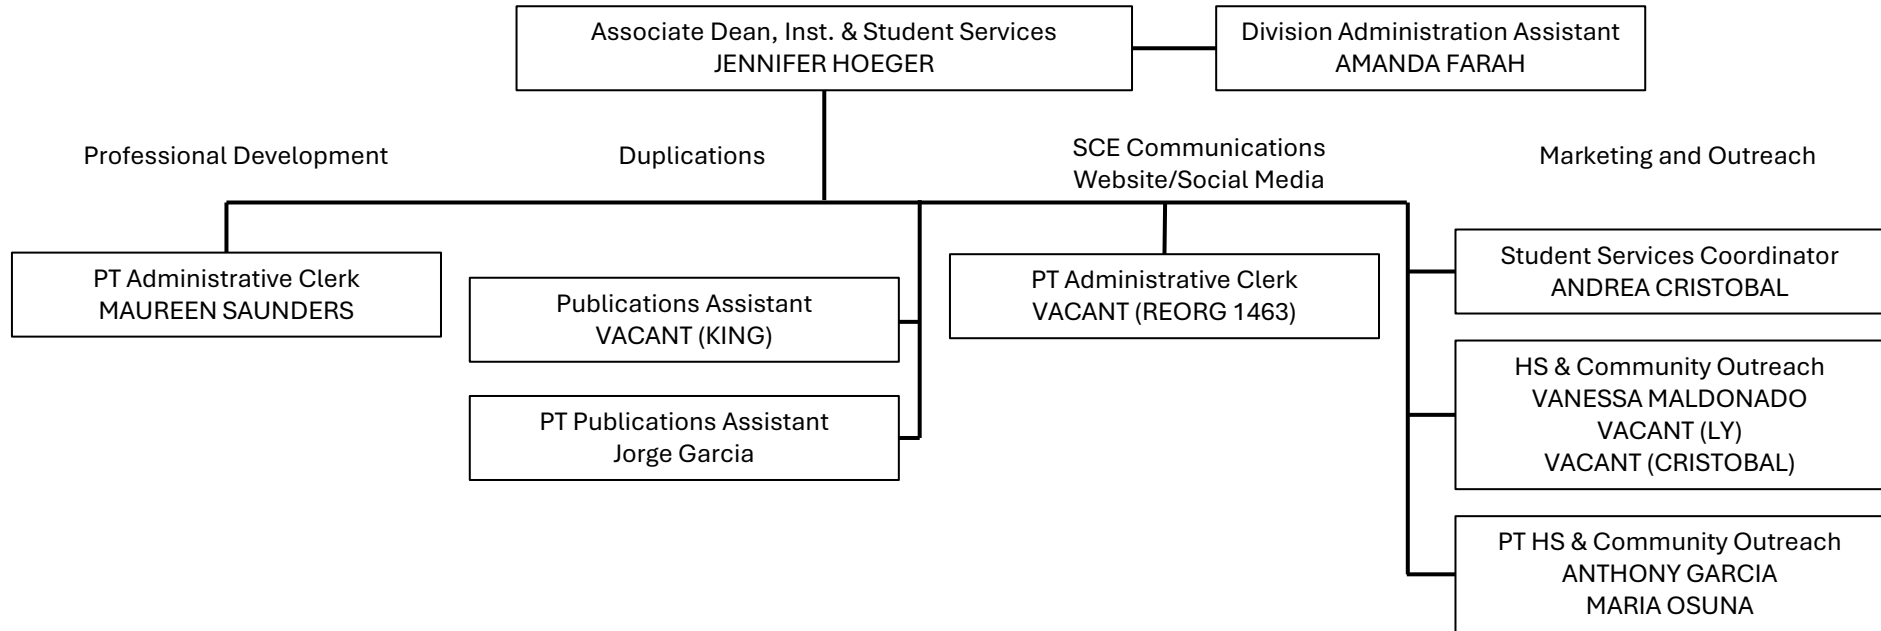 Associate Dean, Inst. & Student Services
JENNIFER HOEGER
Division Administration Assistant
AMANDA FARAH
Professional Development
Duplications
SCE Communications
Website/Social Media
Marketing and Outreach
PT Administrative Clerk
MAUREEN SAUNDERS
Publications Assistant
VACANT (KING)
PT Publications Assistant
Jorge Garcia
PT Administrative Clerk
VACANT (REORG 1463)
Student Services Coordinator
ANDREA CRISTOBAL
HS & Community Outreach
VANESSA MALDONADO
VACANT (LY)
VACANT (CRISTOBAL)
PT HS & Community Outreach
ANTHONY GARCIA
MARIA OSUNA